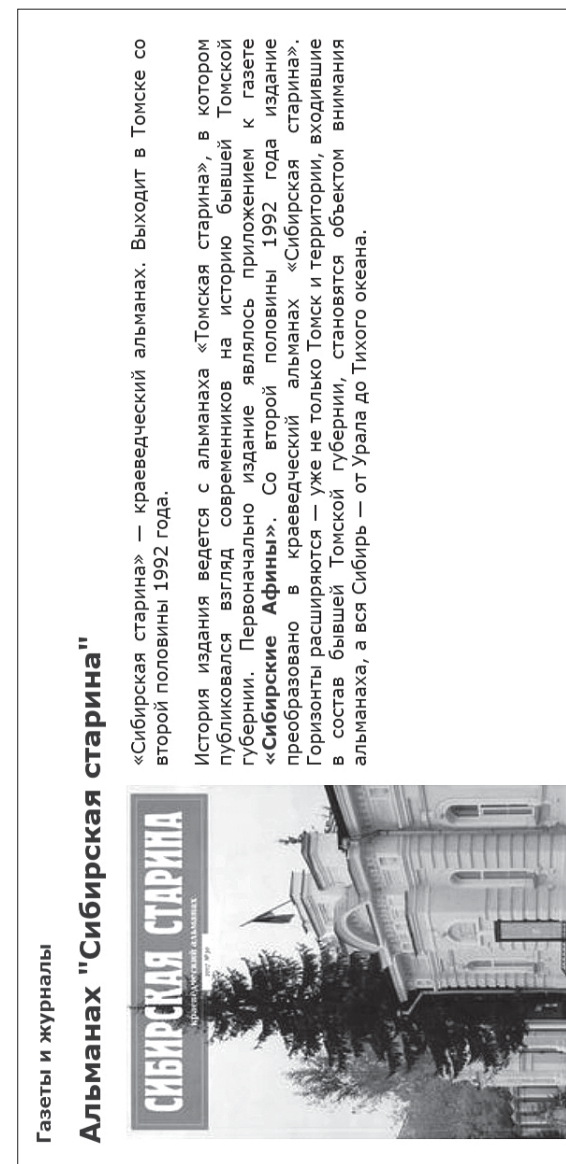 Газеты и журналы
Альманах "Сибирская старина"
СИБИРСКАЯ СТАРИНА
краеведческий альманах
«Сибирская старина» — краеведческий альманах. Выходит в Томске со
второй половины 1992 года.
История издания ведется с альманаха «Томская старина», в котором
публиковался взгляд современников на историю бывшей Томской
губернии. Первоначально издание являлось приложением к газете
«Сибирские Афины». Со второй половины 1992 года издание
преобразовано в краеведческий альманах «Сибирская старина».
Горизонты расширяются — уже не только Томск и территории, входившие
в состав бывшей Томской губернии, становятся объектом внимания
альманаха, а вся Сибирь — от Урала до Тихого океана.